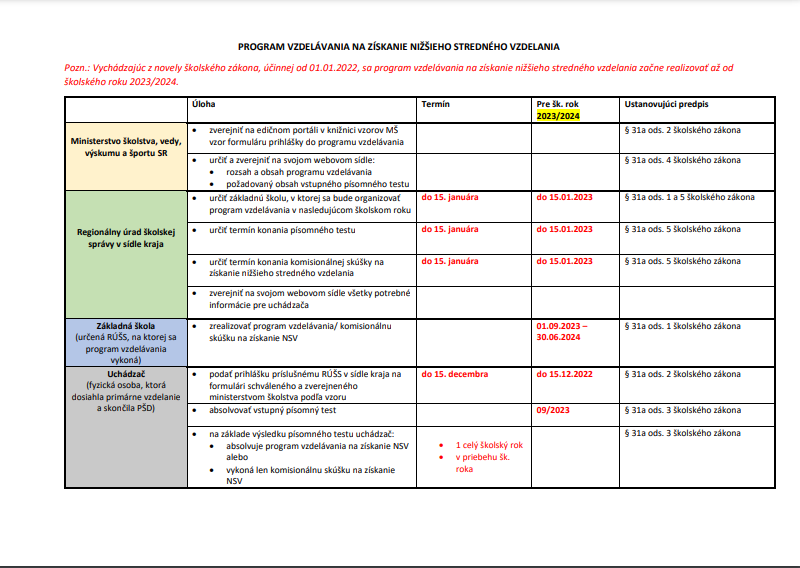 PROGRAM VZDELÁVANIA NA ZÍSKANIE NIŽŠIEHO STREDNÉHO VZDELANIA
Pozn.: Vychádzajúc z novely školského zákona, účinnej od 01.01.2022, sa program vzdelávania na získanie nižšieho stredného vzdelania začne realizovať až od
školského roku 2023/2024.
Úloha
Termín
Pre šk. rok
2023/2024
Ustanovujúci predpis
Ministerstvo školstva, vedy,
výskumu a športu SR
• zverejniť na edičnom portáli v knižnici vzorov MŠ
vzor formuláru prihlášky do programu vzdelávania
§ 31a ods. 2 školského zákona
• určiť a zverejniť na svojom webovom sídle:
• rozsah a obsah programu vzdelávania
• požadovaný obsah vstupného písomného testu
§ 31a ods. 4 školského zákona
Regionálny úrad školskej
správy v sídle kraja
• určiť základnú školu, v ktorej sa bude organizovať
program vzdelávania v nasledujúcom školskom roku
do 15. januára
do 15.01.2023
§ 31a ods. 1 a 5 školského zákona
• určiť termín konania písomného testu
do 15. januára
do 15.01.2023
§ 31a ods. 5 školského zákona
• určiť termín konania komisionálnej skúšky na
získanie nižšieho stredného vzdelania
do 15. januára
do 15.01.2023
§ 31a ods. 5 školského zákona
• zverejniť na svojom webovom sídle všetky potrebné
informácie pre uchádzača
Základná škola
(určená RÚŠS, na ktorej sa
program vzdelávania
vykoná)
• zrealizovať program vzdelávania/ komisionálnu
skúšku na získanie NSV
01.09.2023 –
30.06.2024
§ 31a ods. 1 školského zákona
Uchádzač
(fyzická osoba, ktorá
dosiahla primárne vzdelanie
a skončila PŠD)
• podať prihlášku príslušnému RÚŠS v sídle kraja na
formulári schváleného a zverejneného
ministerstvom školstva podľa vzoru
do 15. decembra
do 15.12.2022
§ 31a ods. 2 školského zákona
• absolvovať vstupný písomný test
09/2023
§ 31a ods. 3 školského zákona
• na základe výsledku písomného testu uchádzač:
• absolvuje program vzdelávania na získanie NSV
alebo
• vykoná len komisionálnu skúšku na získanie
NSV
• 1 celý školský rok
• v priebehu šk.
roka
§ 31a ods. 3 školského zákona